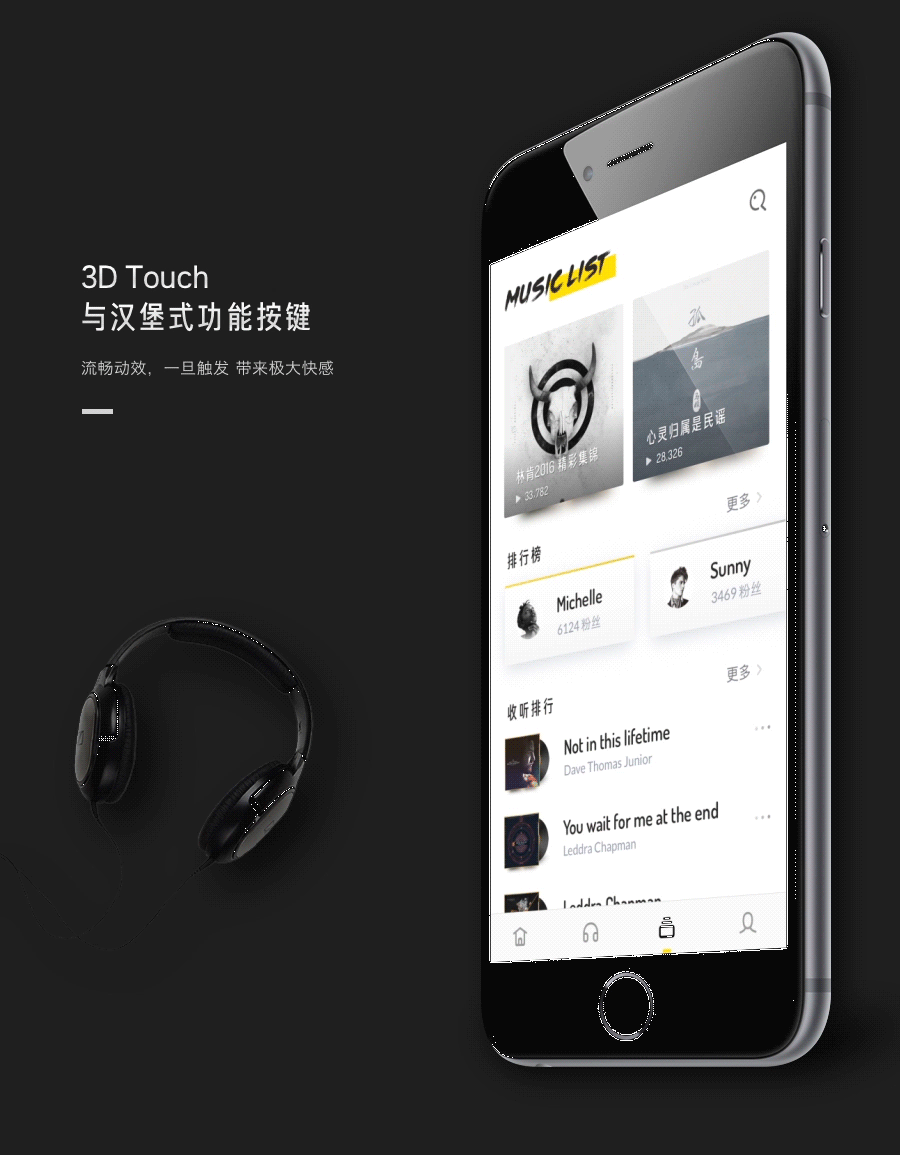 3D Touch
与汉堡式功能按键
流畅动效，一旦触发 带来极大快感
MUSIC LIST
林肯2016 精彩集锦
33,782
孤
岛
心灵归属是民谣
28,326
更多
排行榜
Michelle
6124 粉丝
Sunny
3469 粉丝
更多
收听排行
Not in this lifetime
Dave Thomas Junior
You wait for me at the end
Leddra Chapman
Leddra Chapman